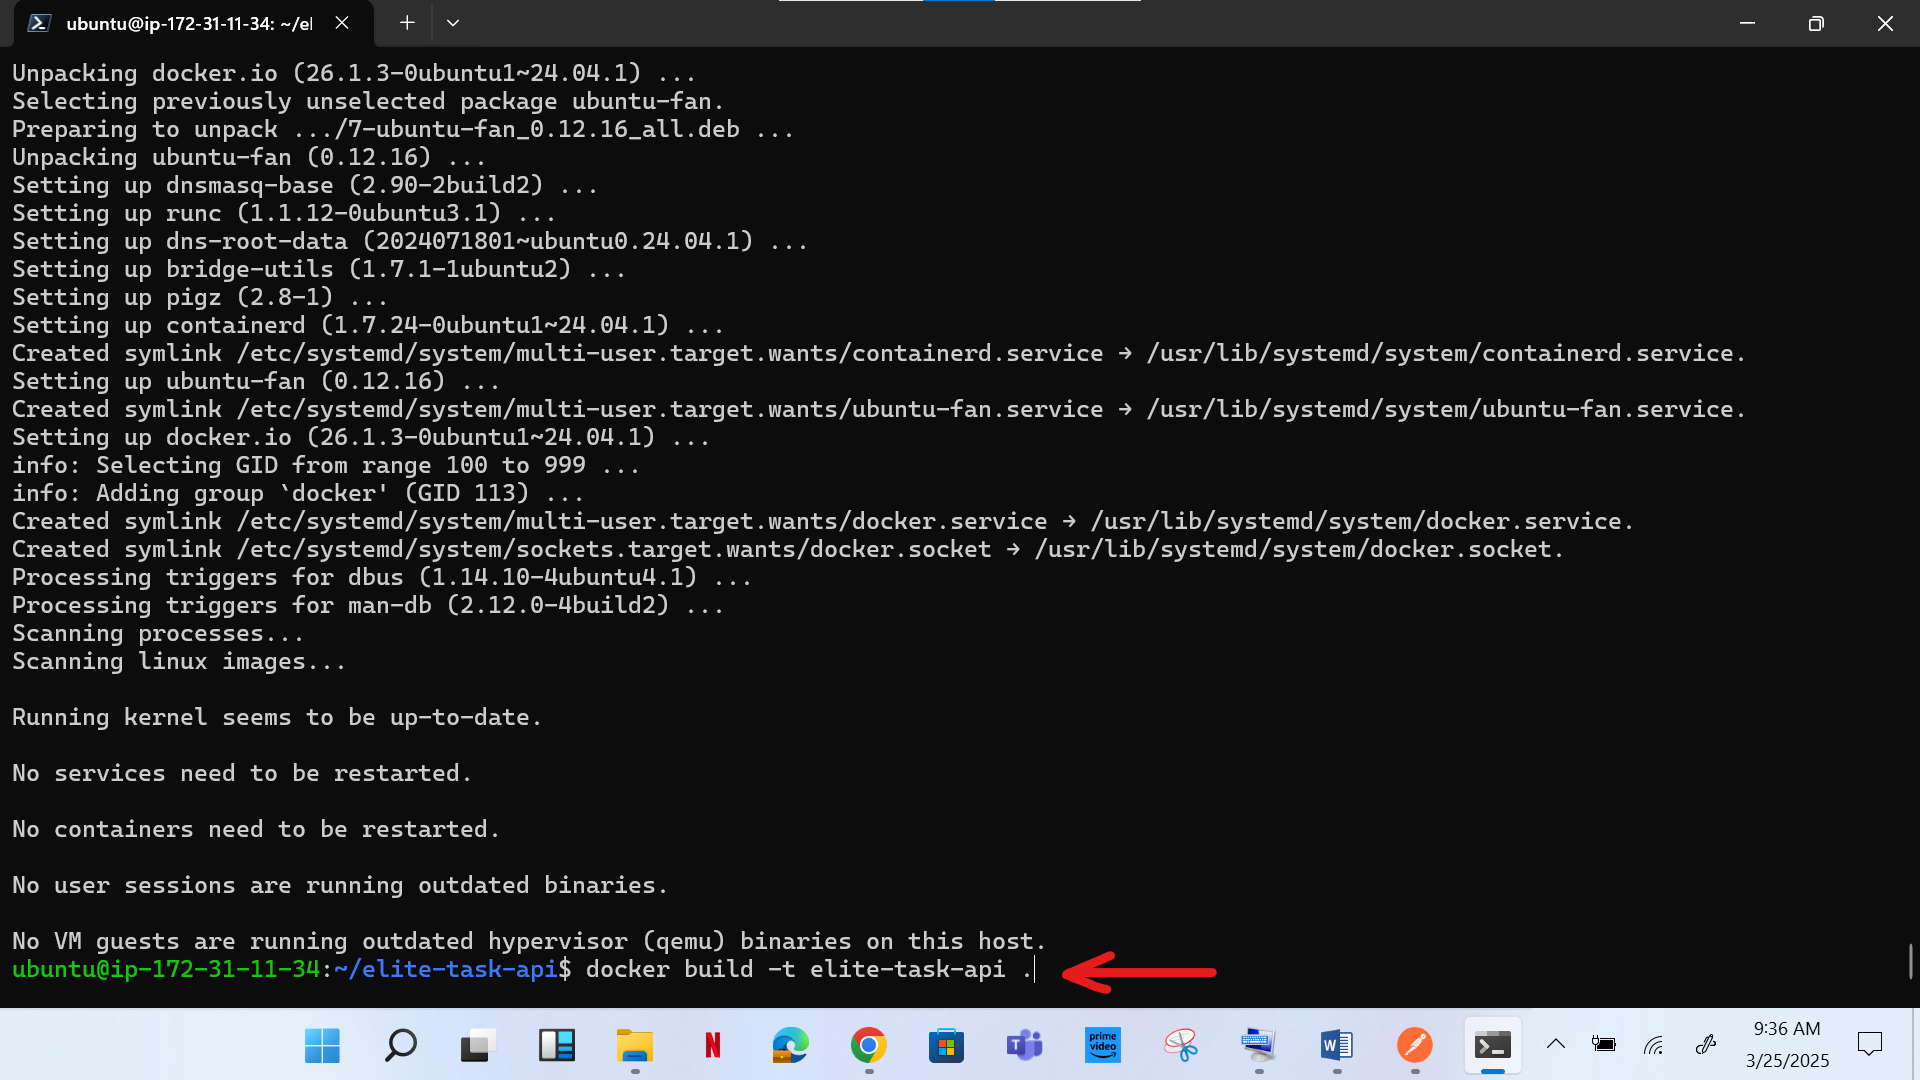 ubuntu@ip-172-31-11-34: ~/el
Unpacking docker.io (26.1.3-0ubuntu1~24.04.1) ...
Selecting previously unselected package ubuntu-fan.
Preparing to unpack .../7-ubuntu-fan_0.12.16_all.deb ...
Unpacking ubuntu-fan (0.12.16) ...
Setting up dnsmasq-base (2.90-2build2) ...
Setting up runc (1.1.12-0ubuntu3.1) ...
Setting up dns-root-data (2024071801~ubuntu0.24.04.1) ...
Setting up bridge-utils (1.7.1-1ubuntu2) ...
Setting up pigz (2.8-1) ...
Setting up containerd (1.7.24-0ubuntu1~24.04.1) ...
Created symlink /etc/systemd/system/multi-user.target.wants/containerd.service → /usr/lib/systemd/system/containerd.service.
Setting up ubuntu-fan (0.12.16) ...
Created symlink /etc/systemd/system/multi-user.target.wants/ubuntu-fan.service → /usr/lib/systemd/system/ubuntu-fan.service.
Setting up docker.io (26.1.3-0ubuntu1~24.04.1) ...
info: Selecting GID from range 100 to 999 ...
info: Adding group `docker' (GID 113) ...
Created symlink /etc/systemd/system/multi-user.target.wants/docker.service → /usr/lib/systemd/system/docker.service.
Created symlink /etc/systemd/system/sockets.target.wants/docker.socket → /usr/lib/systemd/system/docker.socket.
Processing triggers for dbus (1.14.10-4ubuntu4.1) ...
Processing triggers for man-db (2.12.0-4build2) ...
Scanning processes...
Scanning linux images...
Running kernel seems to be up-to-date.
No services need to be restarted.
No containers need to be restarted.
No user sessions are running outdated binaries.
No VM guests are running outdated hypervisor (qemu) binaries on this host.
ubuntu@ip-172-31-11-34:~/elite-task-api$ docker build -t elite-task-api .
prime
video
9:36 AM
3/25/2025